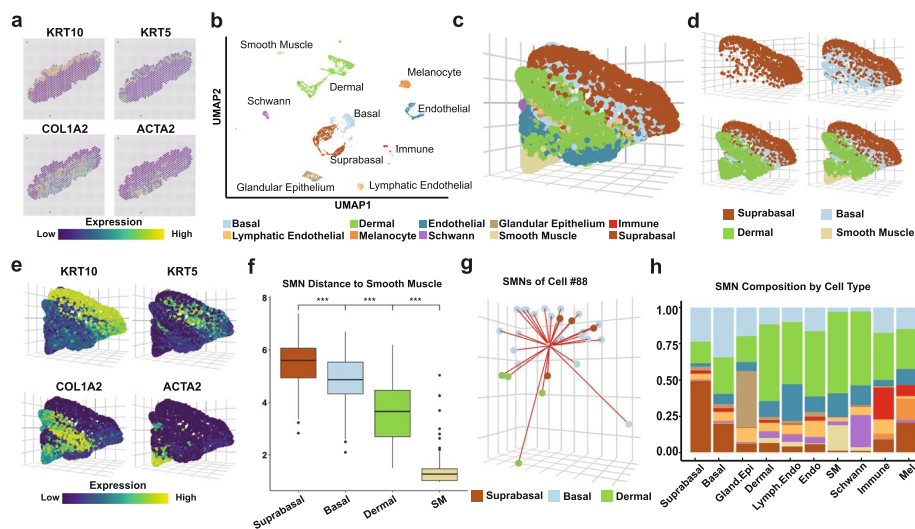 a
KRT10
KRT5
COL1A2
ACTA2
Expression
Low
High
b
UMAP2
Smooth Muscle
Dermal
Melanocyte
Schwann
Basal
Endothelial
Immune
Suprabasal
Glandular Epithelium
Lymphatic Endothelial
UMAP1
c
Basal
Dermal
Endothelial
Glandular Epithelium
Immune
Lymphatic Endothelial
Melanocyte
Schwann
Smooth Muscle
Suprabasal
d
Suprabasal
Basal
Dermal
Smooth Muscle
e
KRT10
KRT5
COL1A2
ACTA2
Expression
Low
High
f
SMN Distance to Smooth Muscle
8
***
***
***
6
4
2
Suprabasal
Basal
Dermal
SM
g
SMNs of Cell #88
Suprabasal
Basal
Dermal
h
SMN Composition by Cell Type
1.00
0.75
0.50
0.25
0.00
Suprabasal
Basal
Gland.Epi
Dermal
Lymph.Endo
Endo
SM
Schwann
Immune
Mel